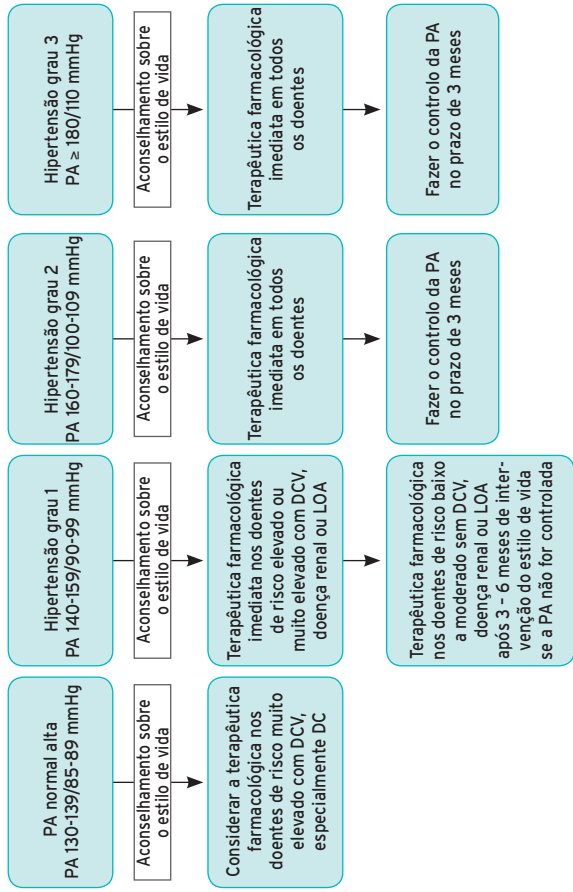 PA normal alta
PA 130-139/85-89 mmHg
Aconselhamento sobre
o estilo de vida
Considerar a terapêutica
farmacológica nos
doentes de risco muito
elevado com DCV,
especialmente DC
Hipertensão grau 1
PA 140-159/90-99 mmHg
Aconselhamento sobre
o estilo de vida
Terapêutica farmacológica
imediata nos doentes
de risco elevado ou
muito elevado com DCV,
doença renal ou LOA
Terapêutica farmacológica
nos doentes de risco baixo
a moderado sem DCV,
doença renal ou LOA
após 3 - 6 meses de inter-
venção do estilo de vida
se a PA não for controlada
Hipertensão grau 2
PA 160-179/100-109 mmHg
Aconselhamento sobre
o estilo de vida
Terapêutica farmacológica
imediata em todos
os doentes
Fazer o controlo da PA
no prazo de 3 meses
Hipertensão grau 3
PA ≥ 180/110 mmHg
Aconselhamento sobre
o estilo de vida
Terapêutica farmacológica
imediata em todos
os doentes
Fazer o controlo da PA
no prazo de 3 meses